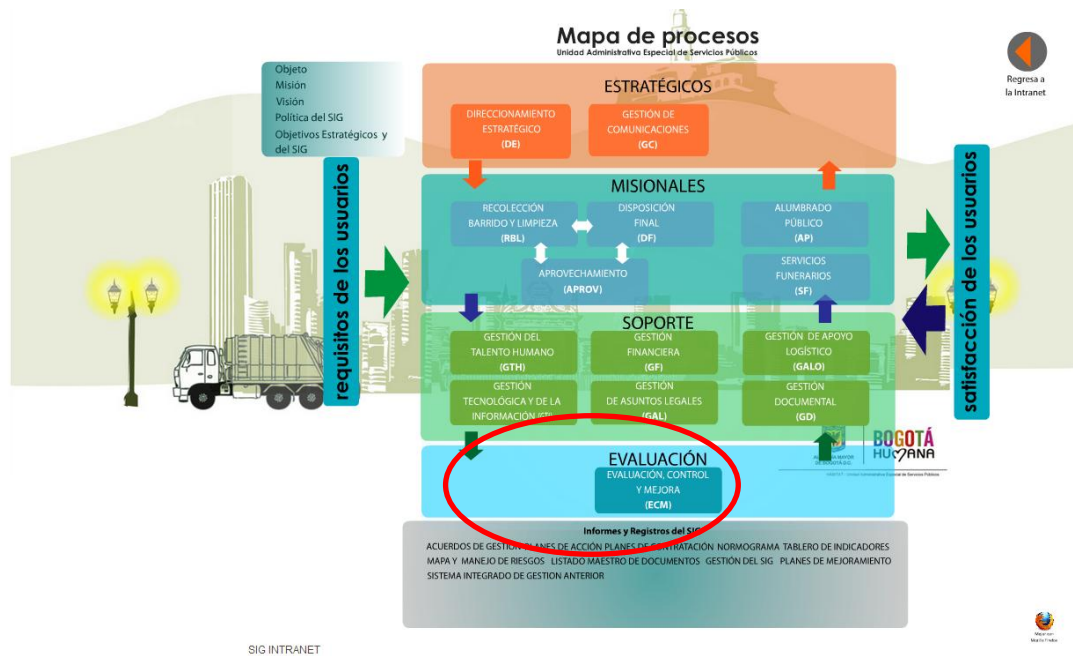 Mapa de procesos
Unidad Administrativa Especial de Servicios Públicos
Regresa a
la Intranet
Objeto
Misión
Visión
Política del SIG
Objetivos Estratégicos y
del SIG
requisitos de los usuarios
ESTRATÉGICOS
DIRECCIONAMIENTO
ESTRATÉGICO
(DE)
GESTIÓN DE
COMUNICACIONES
(GC)
MISIONALES
RECOLECCIÓN
BARRIDO Y LIMPIEZA
(RBL)
DISPOSICIÓN
FINAL
(DF)
ALUMBRADO
PÚBLICO
(AP)
APROVECHAMIENTO
(APROV)
SERVICIOS
FUNERARIOS
(SF)
satisfacción de los usuarios
SOPORTE
GESTIÓN DEL
TALENTO HUMANO
(GTH)
GESTIÓN
FINANCIERA
(GF)
GESTIÓN DE APOYO
LOGÍSTICO
(GALO)
GESTIÓN
TECNOLÓGICA Y DE LA
INFORMACIÓN
GESTIÓN
DE ASUNTOS LEGALES
(GAL)
GESTIÓN
DOCUMENTAL
(GD)
EVALUACIÓN
EVALUACIÓN, CONTROL
Y MEJORA
(ECM)
MAYOR
DE BOGOTÁ D.C.
BOGOTÁ
HUMANA
Informes y Registros del SIG
ACUERDOS DE GESTIÓN PLANES DE ACCIÓN PLANES DE CONTRATACIÓN NORMOGRAMA TABLERO DE INDICADORES
MAPA Y MANEJO DE RIESGOS LISTADO MAESTRO DE DOCUMENTOS GESTIÓN DEL SIG PLANES DE MEJORAMIENTO
SISTEMA INTEGRADO DE GESTION ANTERIOR
Mozilla Firefox
SIG INTRANET